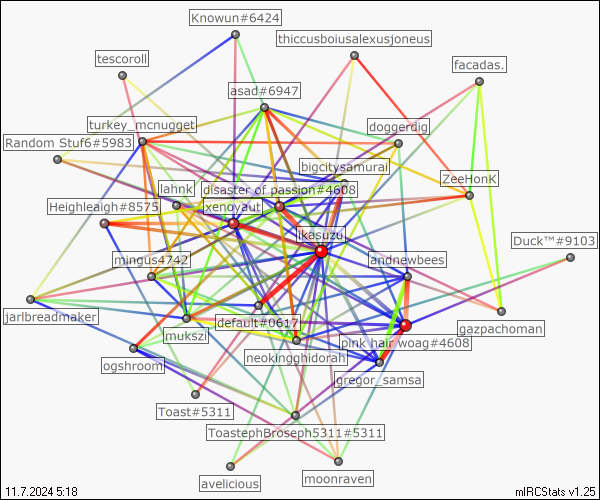 Knowun#6424
thiccusboiusalexusjoneus
tescoroll
facadas.
asad#6947
turkey_mcnugget
doggerdig
Random Stuf6#5983
bigcitysamurai
ZeeHonK
lahnk
disaster of passion#4608
Heighleaigh#8575
xenoyaut
ikasuzu
Duck™#9103
mingus4742
landnewbees
jarlbreadmaker
default#0617
gazpachoman
mukszi
pink hair woag#4608
neokingghidorah
ogshroom
gregor_samsa
Toast#5311
ToastephBroseph5311#5311
avelicious
moonraven
11.7.2024 5:18
mIRCStats v1.25